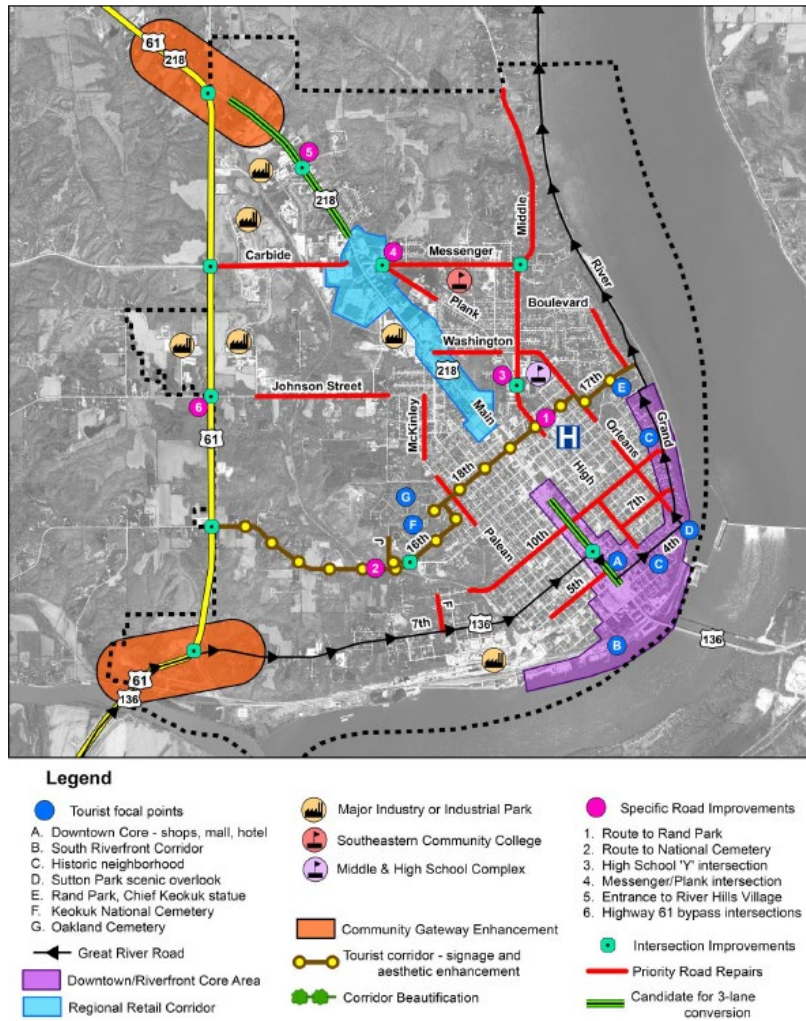 61
218
5
218
Middle
4
Carbide
Messenger
River
Plank
Boulevard
Washington
218
3
17th
E
Johnson Street
6
Main
1
Grand
McKinley
H
Orleans
C
61
High
18th
7th
G
F
D
Palean
10th
16th
4th
L
2
A
C
5th
F
7th
136
B
136
61
136
Legend
Tourist focal points
A. Downtown Core - shops, mall, hotel
B. South Riverfront Corridor
C. Historic neighborhood
D. Sutton Park scenic overlook
E. Rand Park, Chief Keokuk statue
F. Keokuk National Cemetery
G. Oakland Cemetery
Great River Road
Downtown/Riverfront Core Area
Regional Retail Corridor
Major Industry or Industrial Park
Southeastern Community College
Middle & High School Complex
Community Gateway Enhancement
Tourist corridor - signage and
aesthetic enhancement
Corridor Beautification
Specific Road Improvements
1. Route to Rand Park
2. Route to National Cemetery
3. High School 'Y' intersection
4. Messenger/Plank intersection
5. Entrance to River Hills Village
6. Highway 61 bypass intersections
Intersection Improvements
Priority Road Repairs
Candidate for 3-lane
conversion